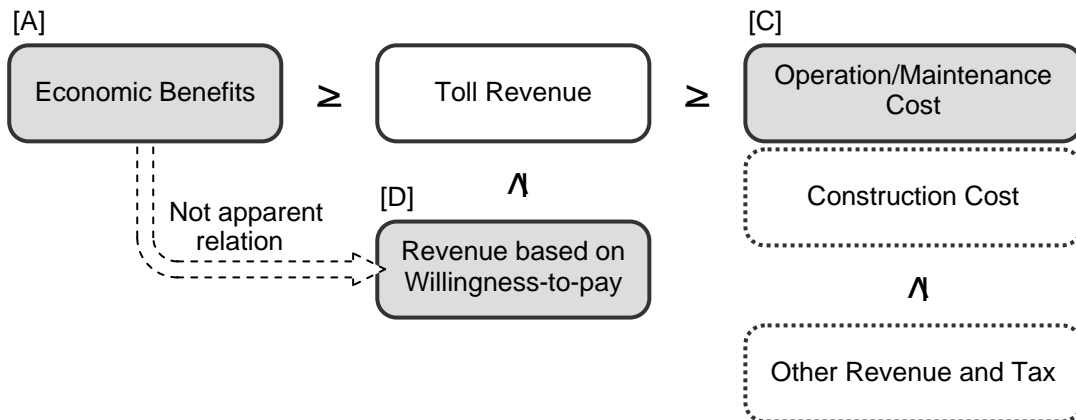 [A]
[C]
Economic Benefits
≥
Toll Revenue
≥
Operation/Maintenance
Cost
Construction Cost
≥
[D]
Not apparent
relation
Revenue based on
Willingness-to-pay
≥
Other Revenue and Tax